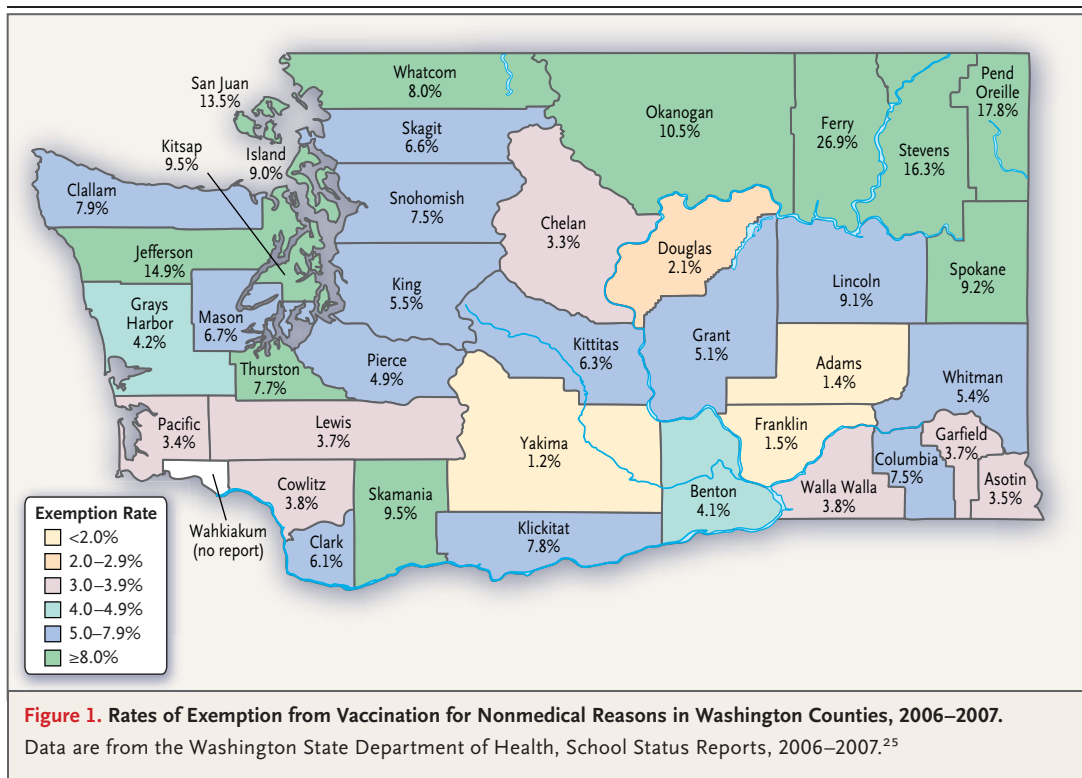 San Juan
13.5%
Whatcom
8.0%
Pend
Oreille
17.8%
Okanogan
10.5%
Ferry
26.9%
Stevens
16.3%
Skagit
6.6%
Kitsap
9.5%
Island
9.0%
Clallam
7.9%
Snohomish
7.5%
Chelan
3.3%
Douglas
2.1%
Jefferson
14.9%
King
5.5%
Lincoln
9.1%
Spokane
9.2%
Grays
Harbor
4.2%
Mason
6.7%
Kittitas
6.3%
Grant
5.1%
Pierce
4.9%
Adams
1.4%
Thurston
7.7%
Whitman
5.4%
Pacific
3.4%
Lewis
3.7%
Yakima
1.2%
Franklin
1.5%
Garfield
3.7%
Columbia
7.5%
Asotin
3.5%
Cowlitz
3.8%
Skamania
9.5%
Benton
4.1%
Walla Walla
3.8%
Wahkiakum
(no report)
Clark
6.1%
Klickitat
7.8%
Exemption Rate
<2.0%
2.0–2.9%
3.0–3.9%
4.0–4.9%
5.0–7.9%
≥8.0%
Figure 1. Rates of Exemption from Vaccination for Nonmedical Reasons in Washington Counties, 2006–2007.
Data are from the Washington State Department of Health, School Status Reports, 2006–2007.²⁵